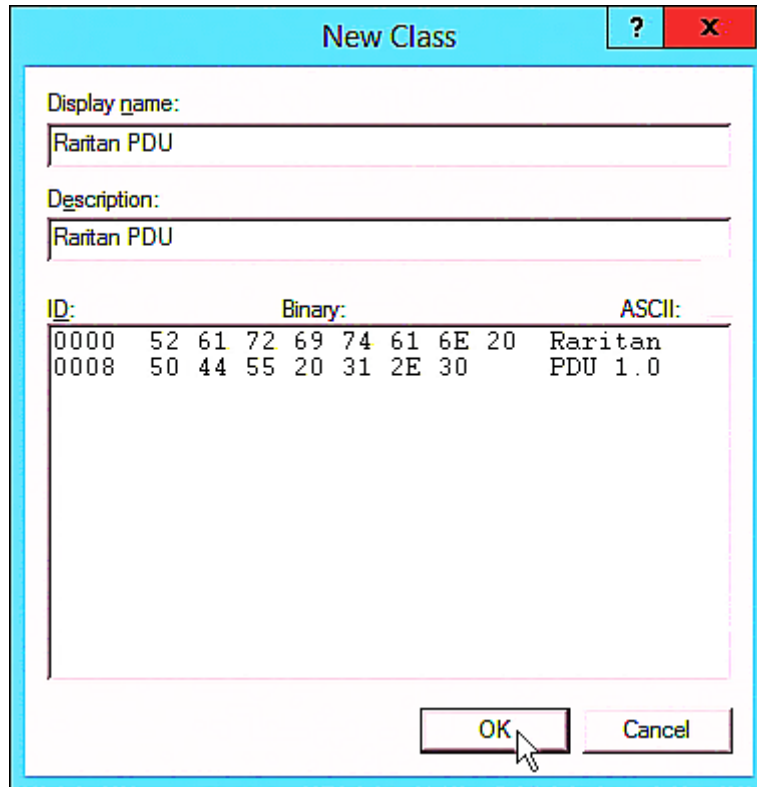 New Class
?
x
Display name:
Raritan PDU
Description:
Raritan PDU
ID: Binary: ASCII:
0000 52 61 72 69 74 61 6E 20 Raritan
0008 50 44 55 20 31 2E 30 PDU 1.0
OK
Cancel